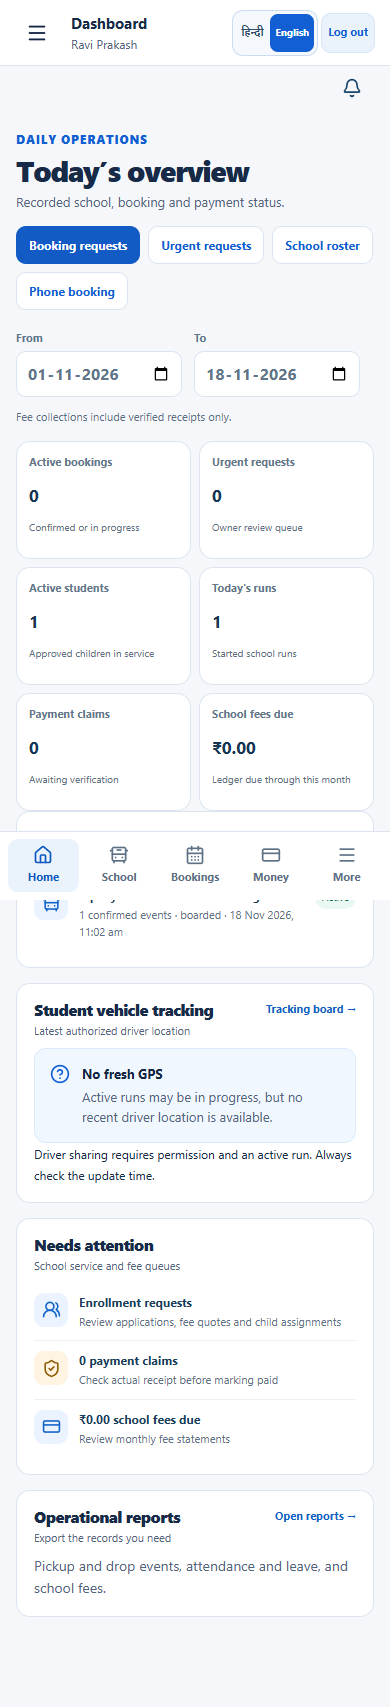 Dashboard
Ravi Prakash
हिन्दी
English
Log out
DAILY OPERATIONS
Today´s overview
Recorded school, booking and payment status.
Booking requests
Urgent requests
School roster
Phone booking
From
To
01-11-2026
18-11-2026
Fee collections include verified receipts only.
Active bookings
0
Confirmed or in progress
Urgent requests
0
Owner review queue
Active students
1
Approved children in service
Today's runs
1
Started school runs
Payment claims
0
Awaiting verification
School fees due
₹0.00
Ledger due through this month
Home
School
Bookings
Money
More
1 confirmed events · boarded · 18 Nov 2026,
11:02 am
Student vehicle tracking
Tracking board →
Latest authorized driver location
No fresh GPS
Active runs may be in progress, but no
recent driver location is available.
Driver sharing requires permission and an active run. Always
check the update time.
Needs attention
School service and fee queues
Enrollment requests
Review applications, fee quotes and child assignments
0 payment claims
Check actual receipt before marking paid
₹0.00 school fees due
Review monthly fee statements
Operational reports
Open reports →
Export the records you need
Pickup and drop events, attendance and leave, and
school fees.